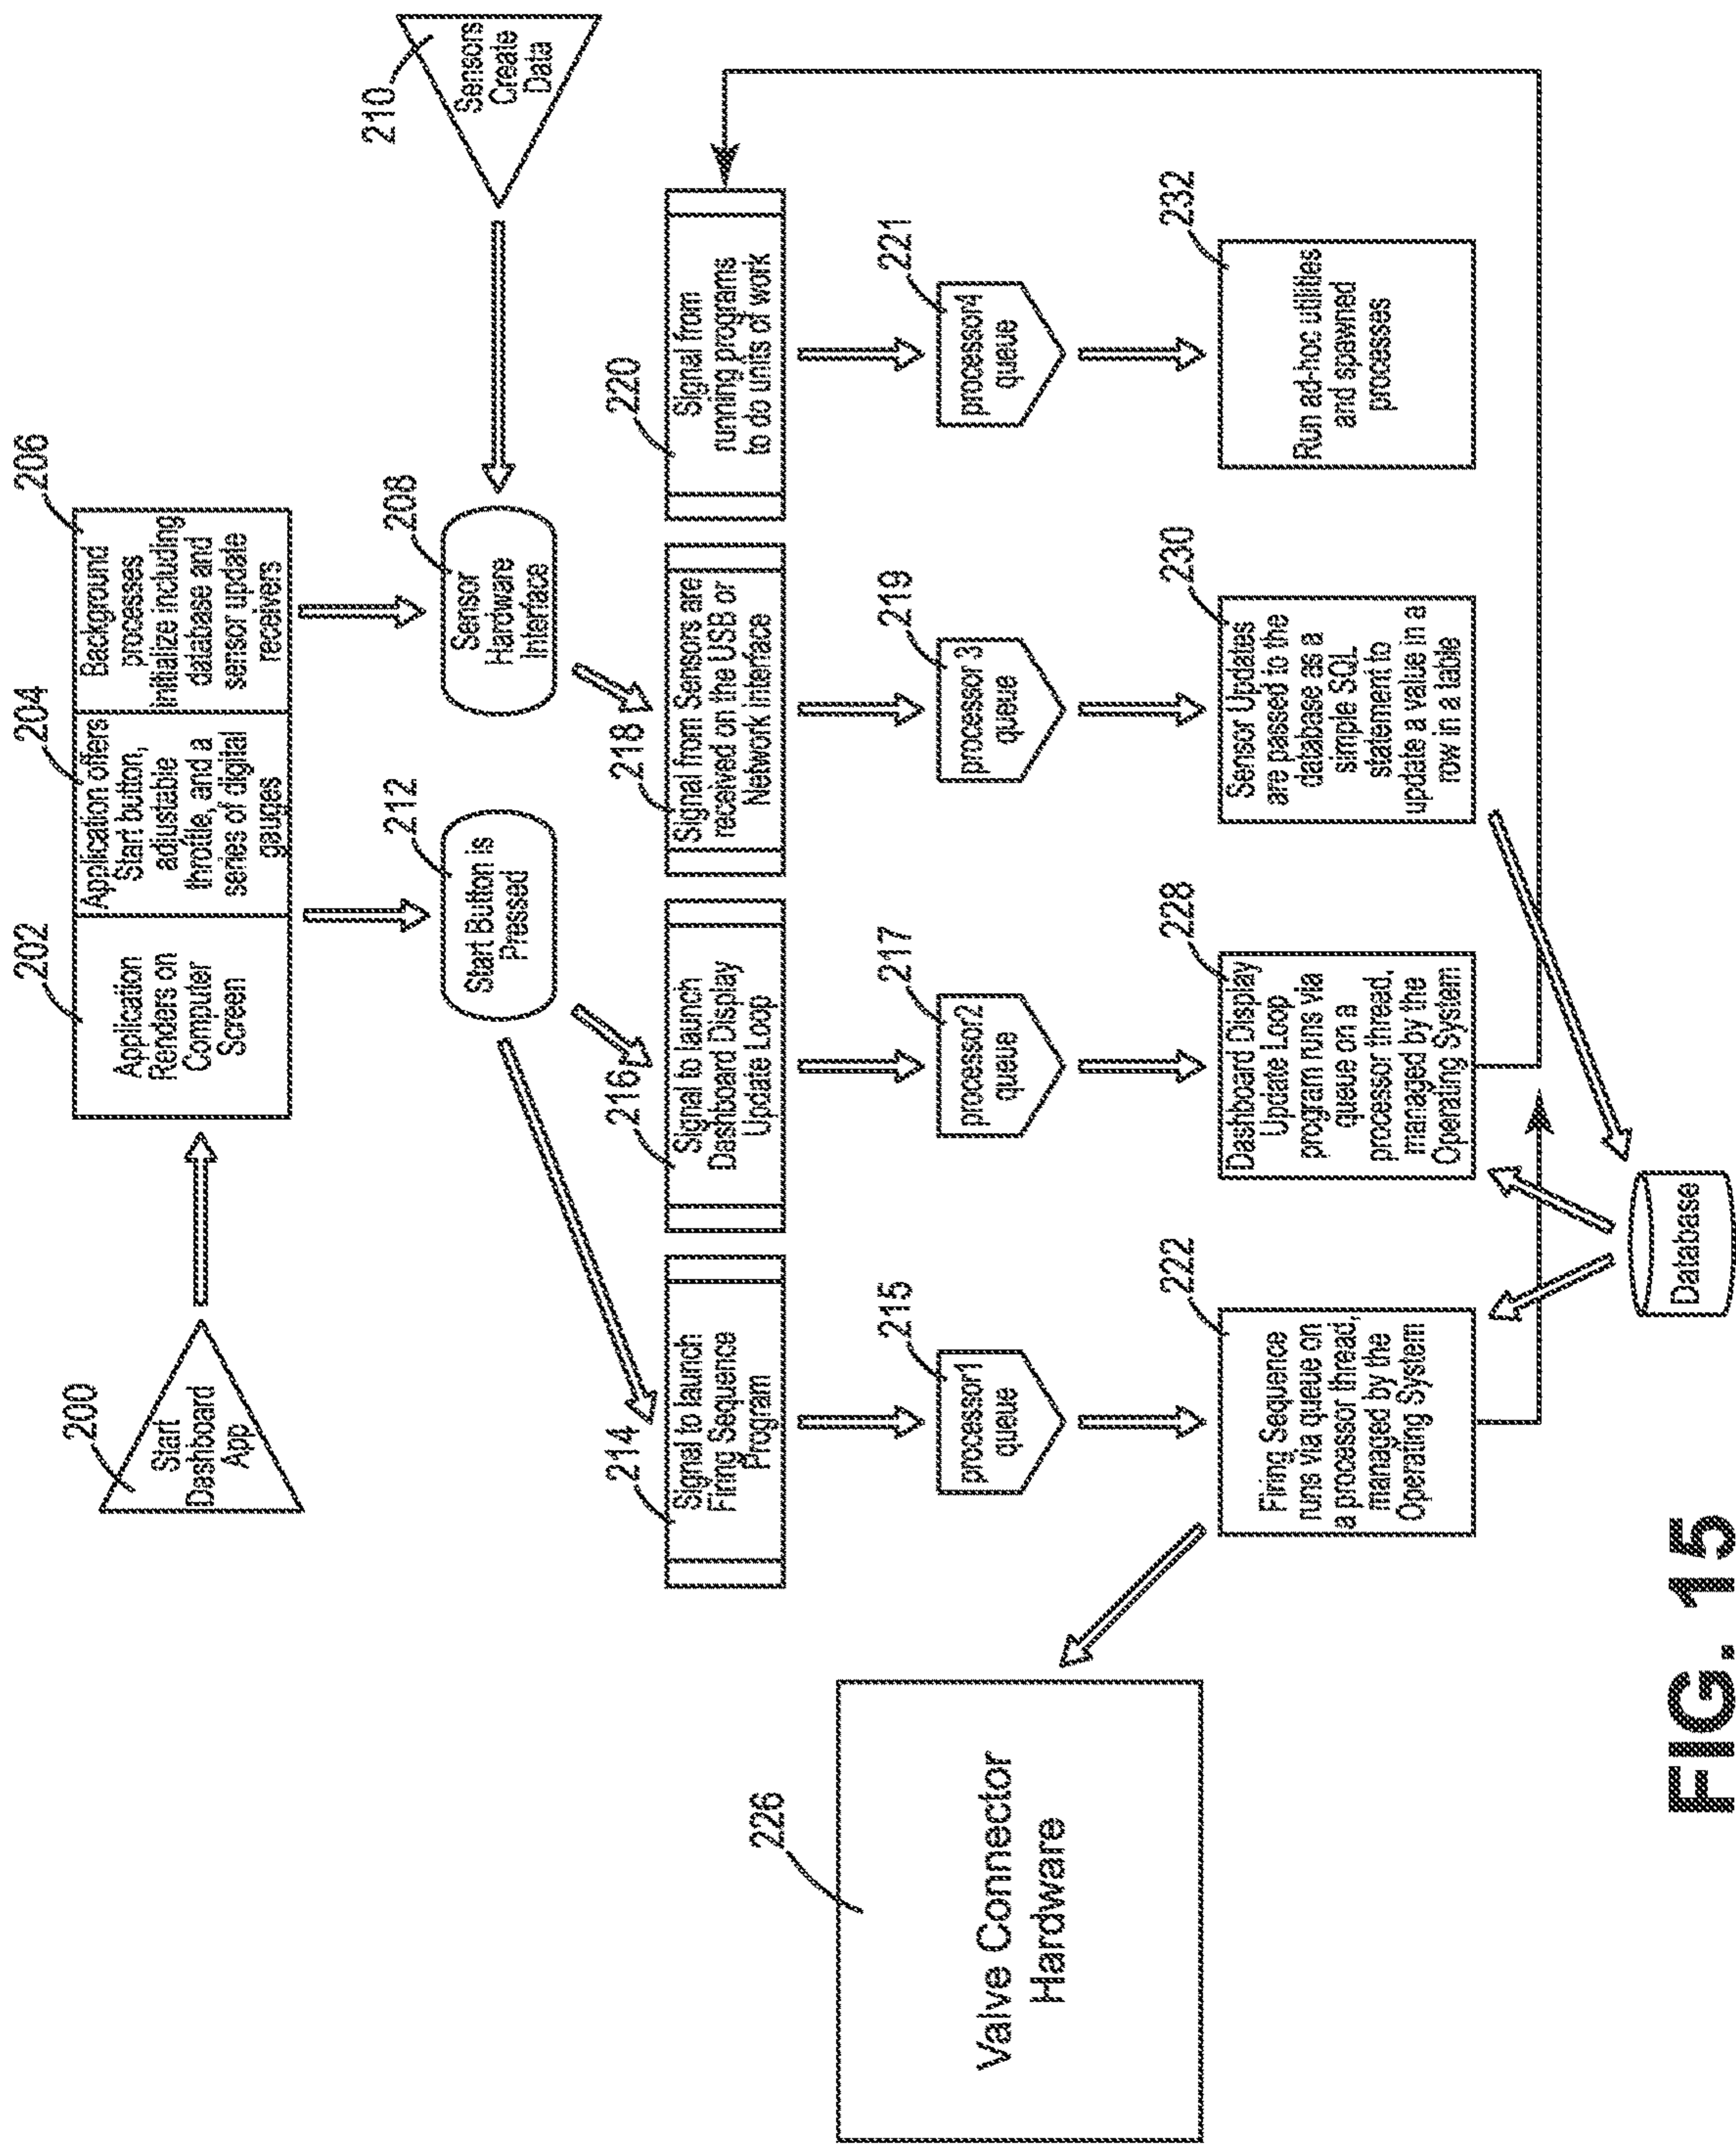 200
Start
Dashboard
App
202
Application
Renders on
Computer
Screen
204
Application offers
Start button,
adjustable
throttle, and a
series of digital
gauges
206
Background
processes
initialize including
database and
sensor update
receivers
212
Start Button is
Pressed
208
Sensor
Hardware
Interface
210
Sensors
Create
Data
214
Signal to launch
Firing Sequence
Program
216
Signal to launch
Dashboard Display
Update Loop
218
Signal from Sensors are
received on the USB or
Network Interface
220
Signal from
running programs
to do units of work
226
Valve Connector
Hardware
215
processor1
queue
217
processor2
queue
219
processor 3
queue
221
processor4
queue
222
Firing Sequence
runs via queue on
a processor thread,
managed by the
Operating System
228
Dashboard Display
Update Loop
program runs via
queue on a
processor thread,
managed by the
Operating System
230
Sensor Updates
are passed to the
database as a
simple SQL
statement to
update a value in a
row in a table
232
Run ad-hoc utilities
and spawned
processes
Database
FIG. 15